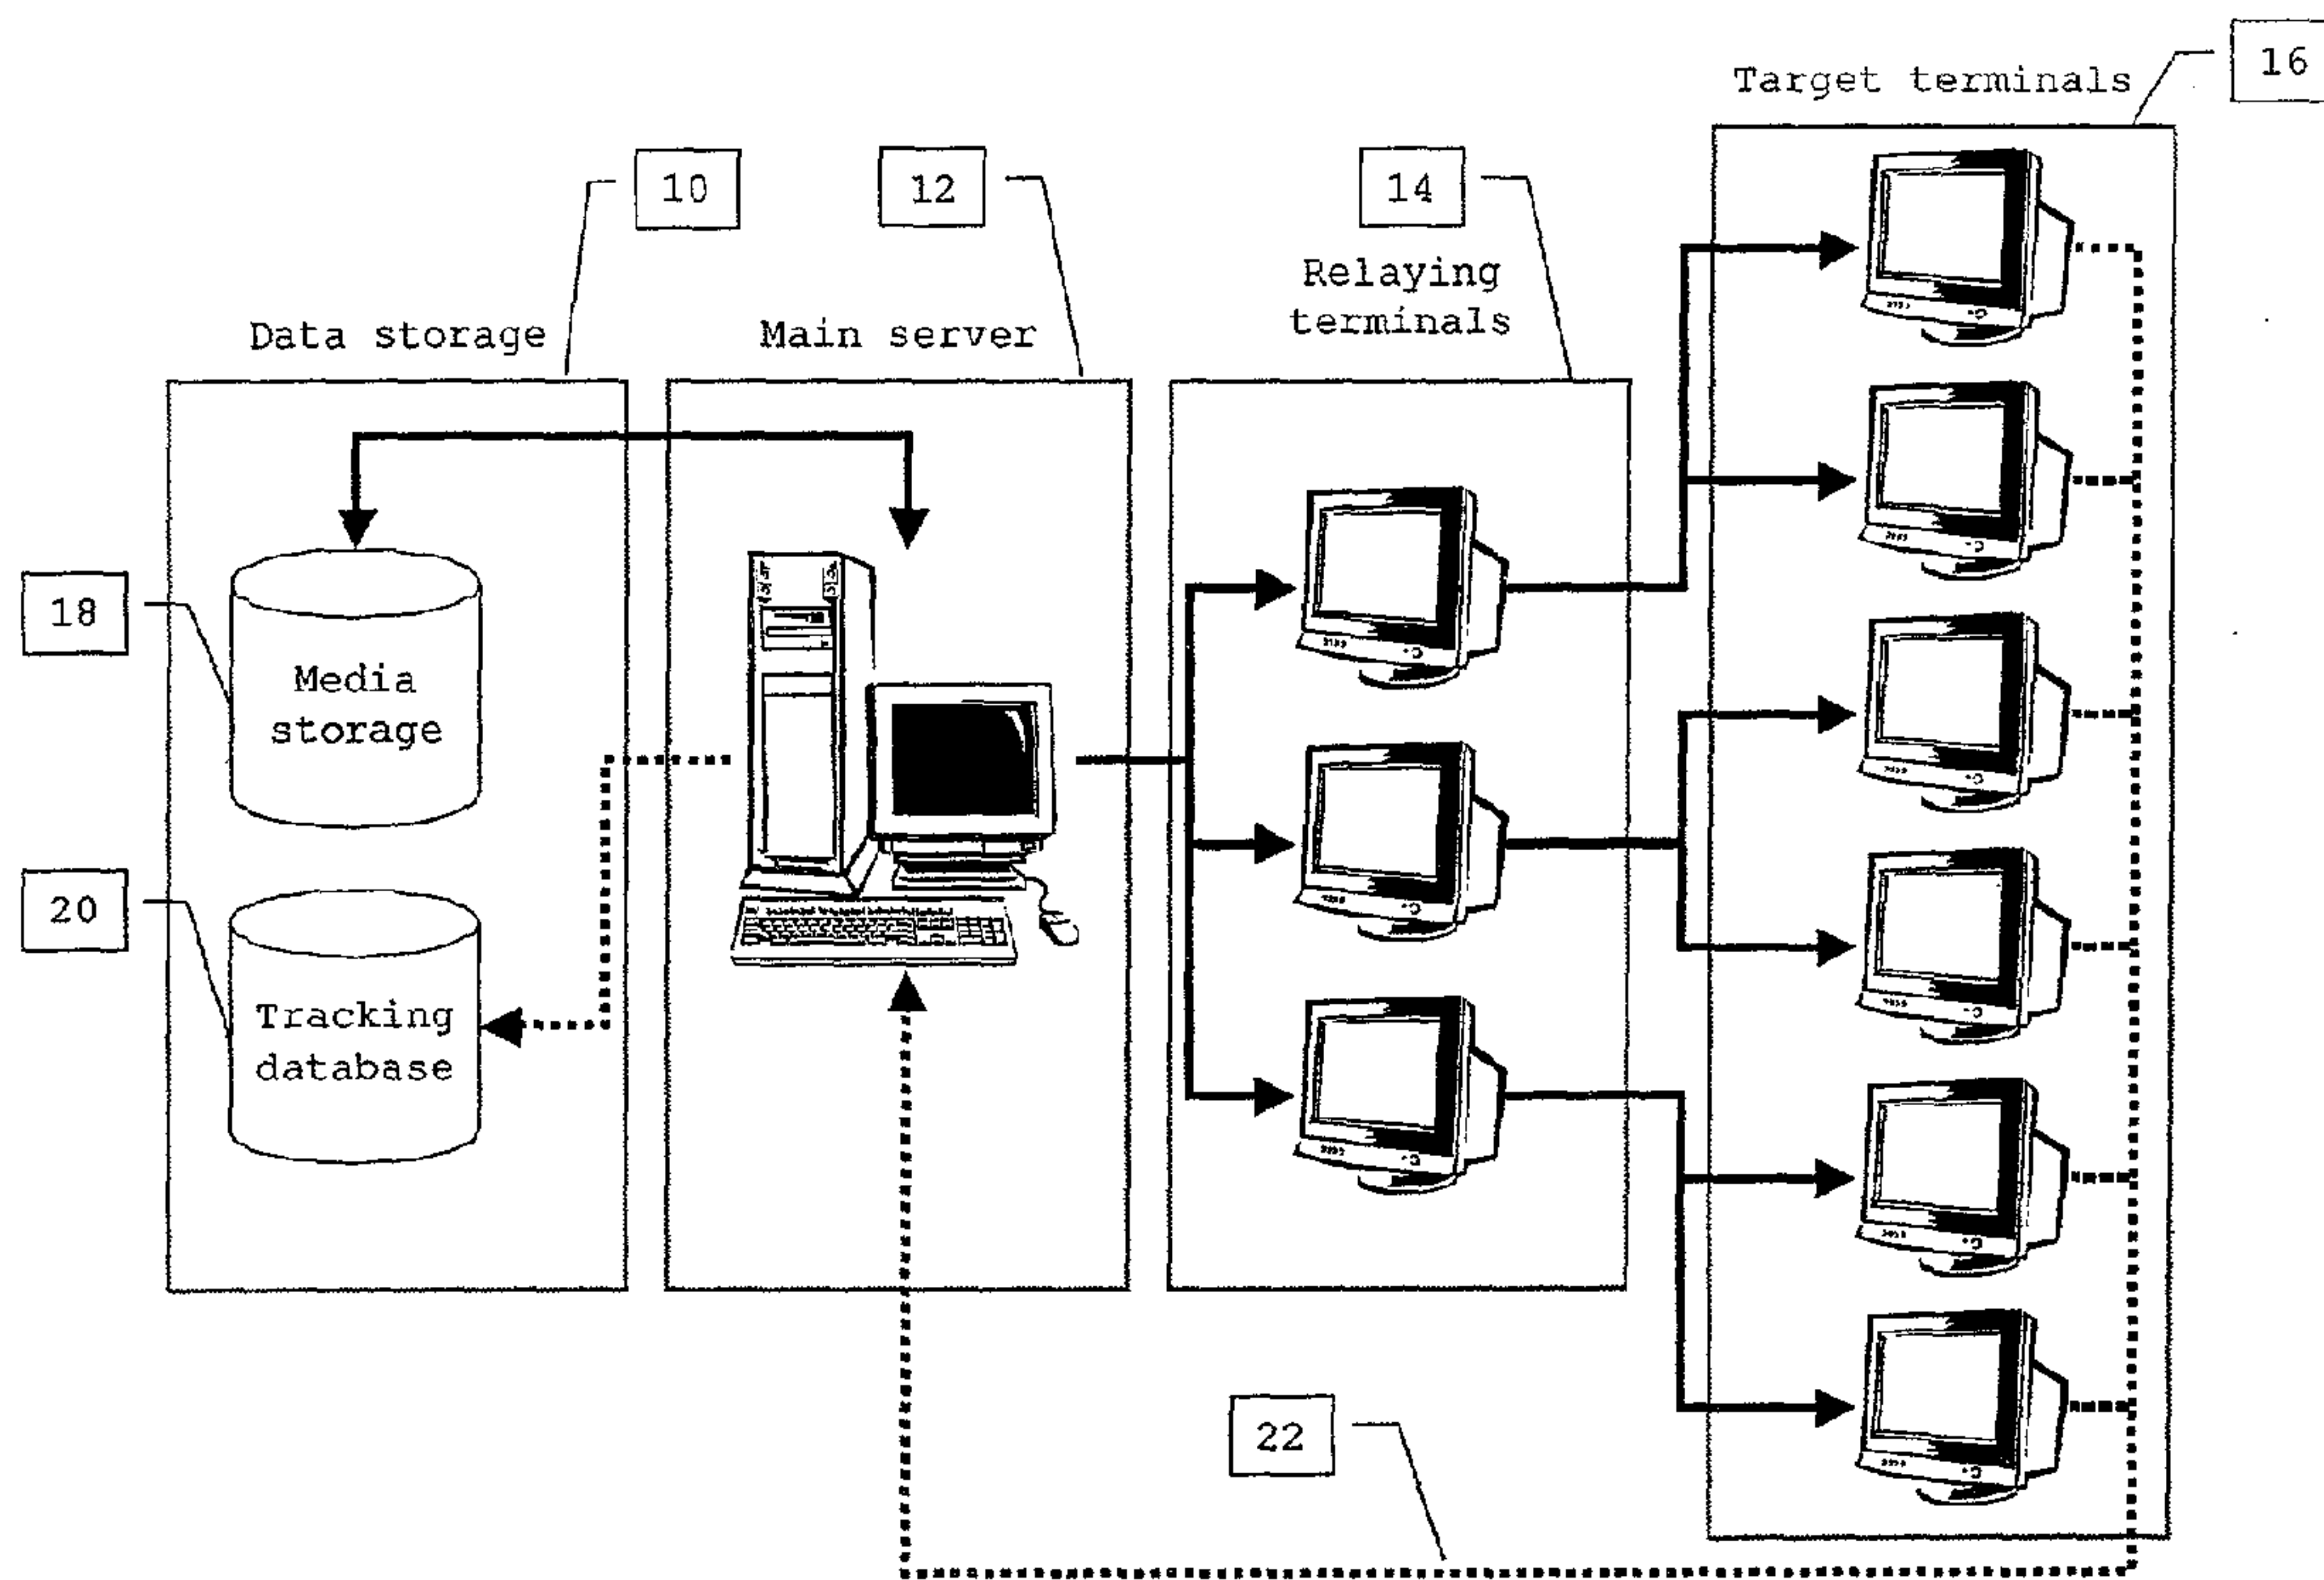 16
Target terminals
10
12
14
Relaying
terminals
Data storage
Main server
18
Media
storage
20
Tracking
database
22